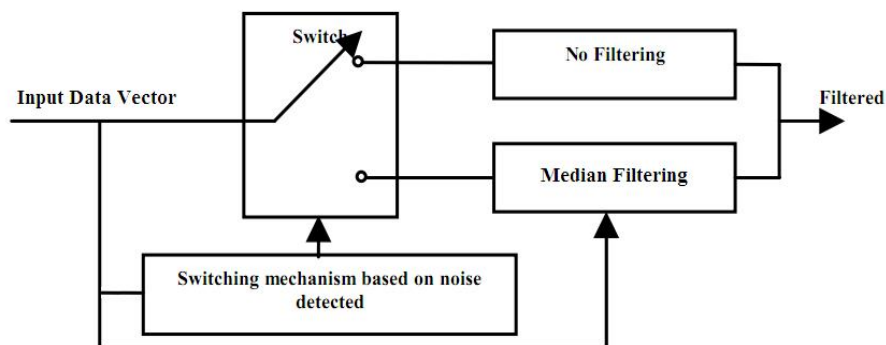 Switch
No Filtering
Input Data Vector
Filtered
Median Filtering
Switching mechanism based on noise
detected